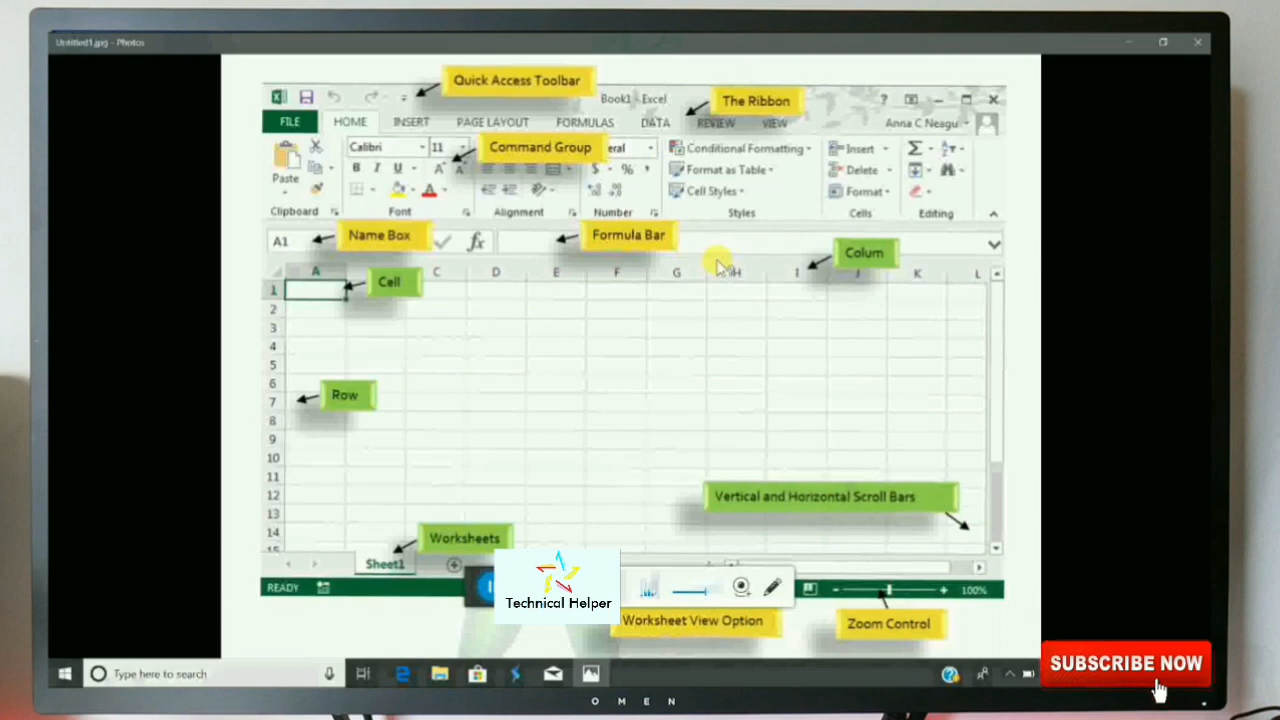 Untitled1.jpg - Photos
Quick Access Toolbar
Book1 - Excel
The Ribbon
FILE HOME INSERT PAGE LAYOUT FORMULAS DATA REVIEW VIEW Anna C Neagu
Calibri 11 Command Group eral Conditional Formatting Insert
Paste B I U A A $ % Format as Table Delete
A Cell Styles Format
Clipboard Font Alignment Number Styles Cells Editing
A1 Name Box fx Formula Bar
Colum
A C D E F G H I J K L
1 Cell
2
3
4
5
6
7 Row
8
9
10
11
12 Vertical and Horizontal Scroll Bars
13
14 Worksheets
15
Sheet1
READY 100%
Technical Helper
Worksheet View Option
Zoom Control
SUBSCRIBE NOW
Type here to search
OMEN